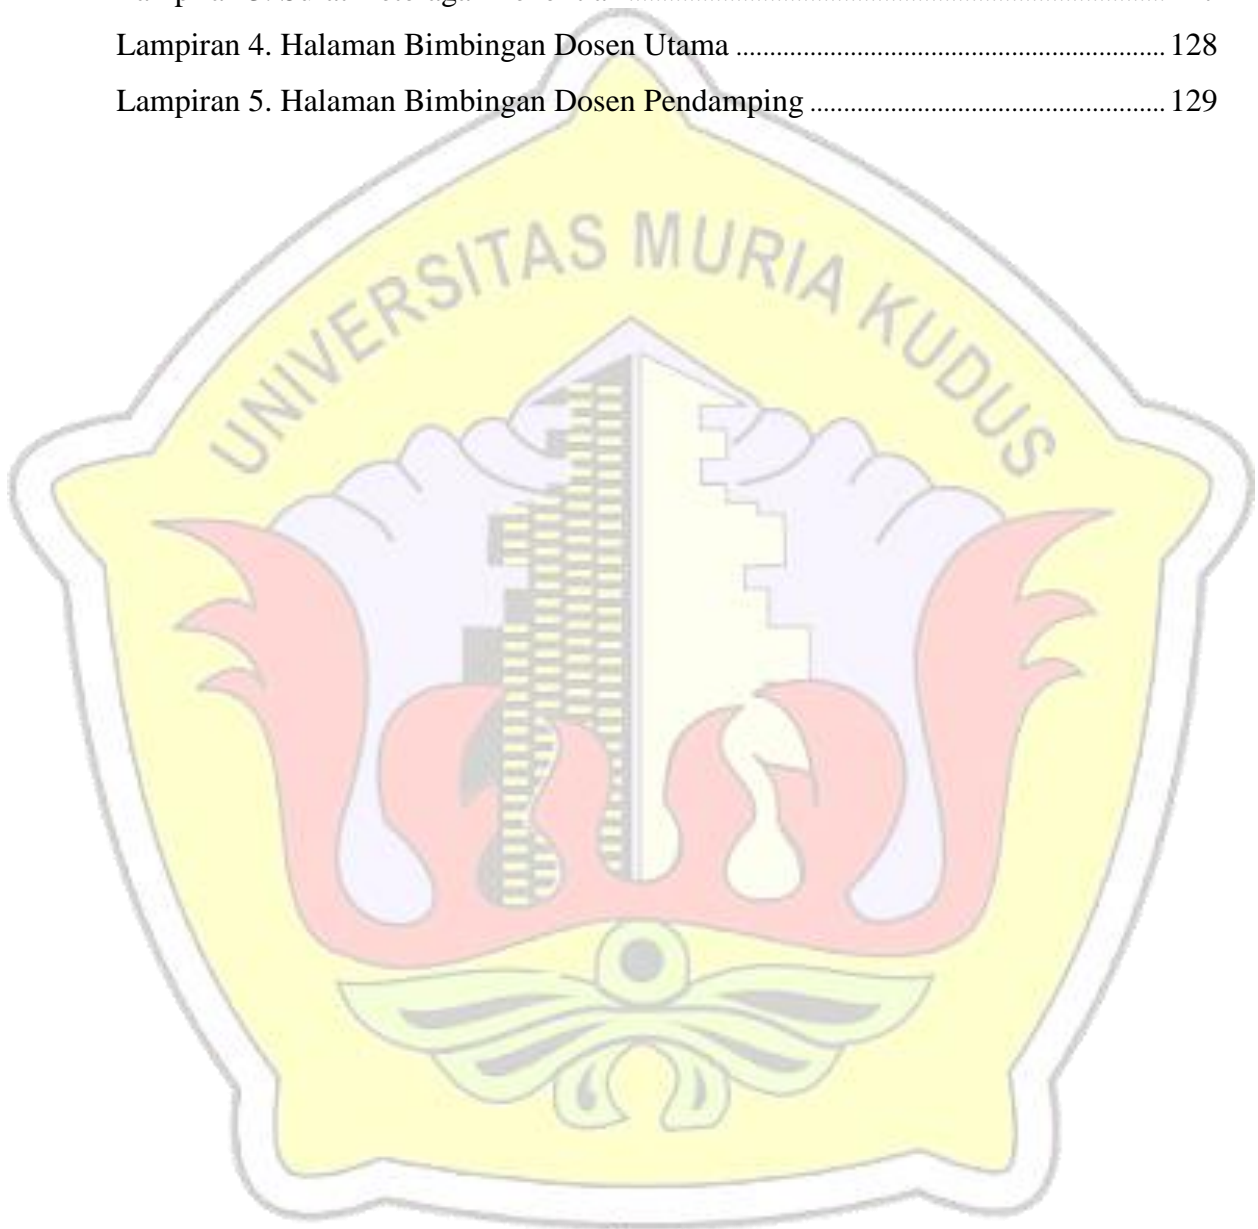 Lampiran 4. Halaman Bimbingan Dosen Utama ........................................................ 128
Lampiran 5. Halaman Bimbingan Dosen Pendamping .............................................. 129
UNIVERSITAS MURIA KUDUS